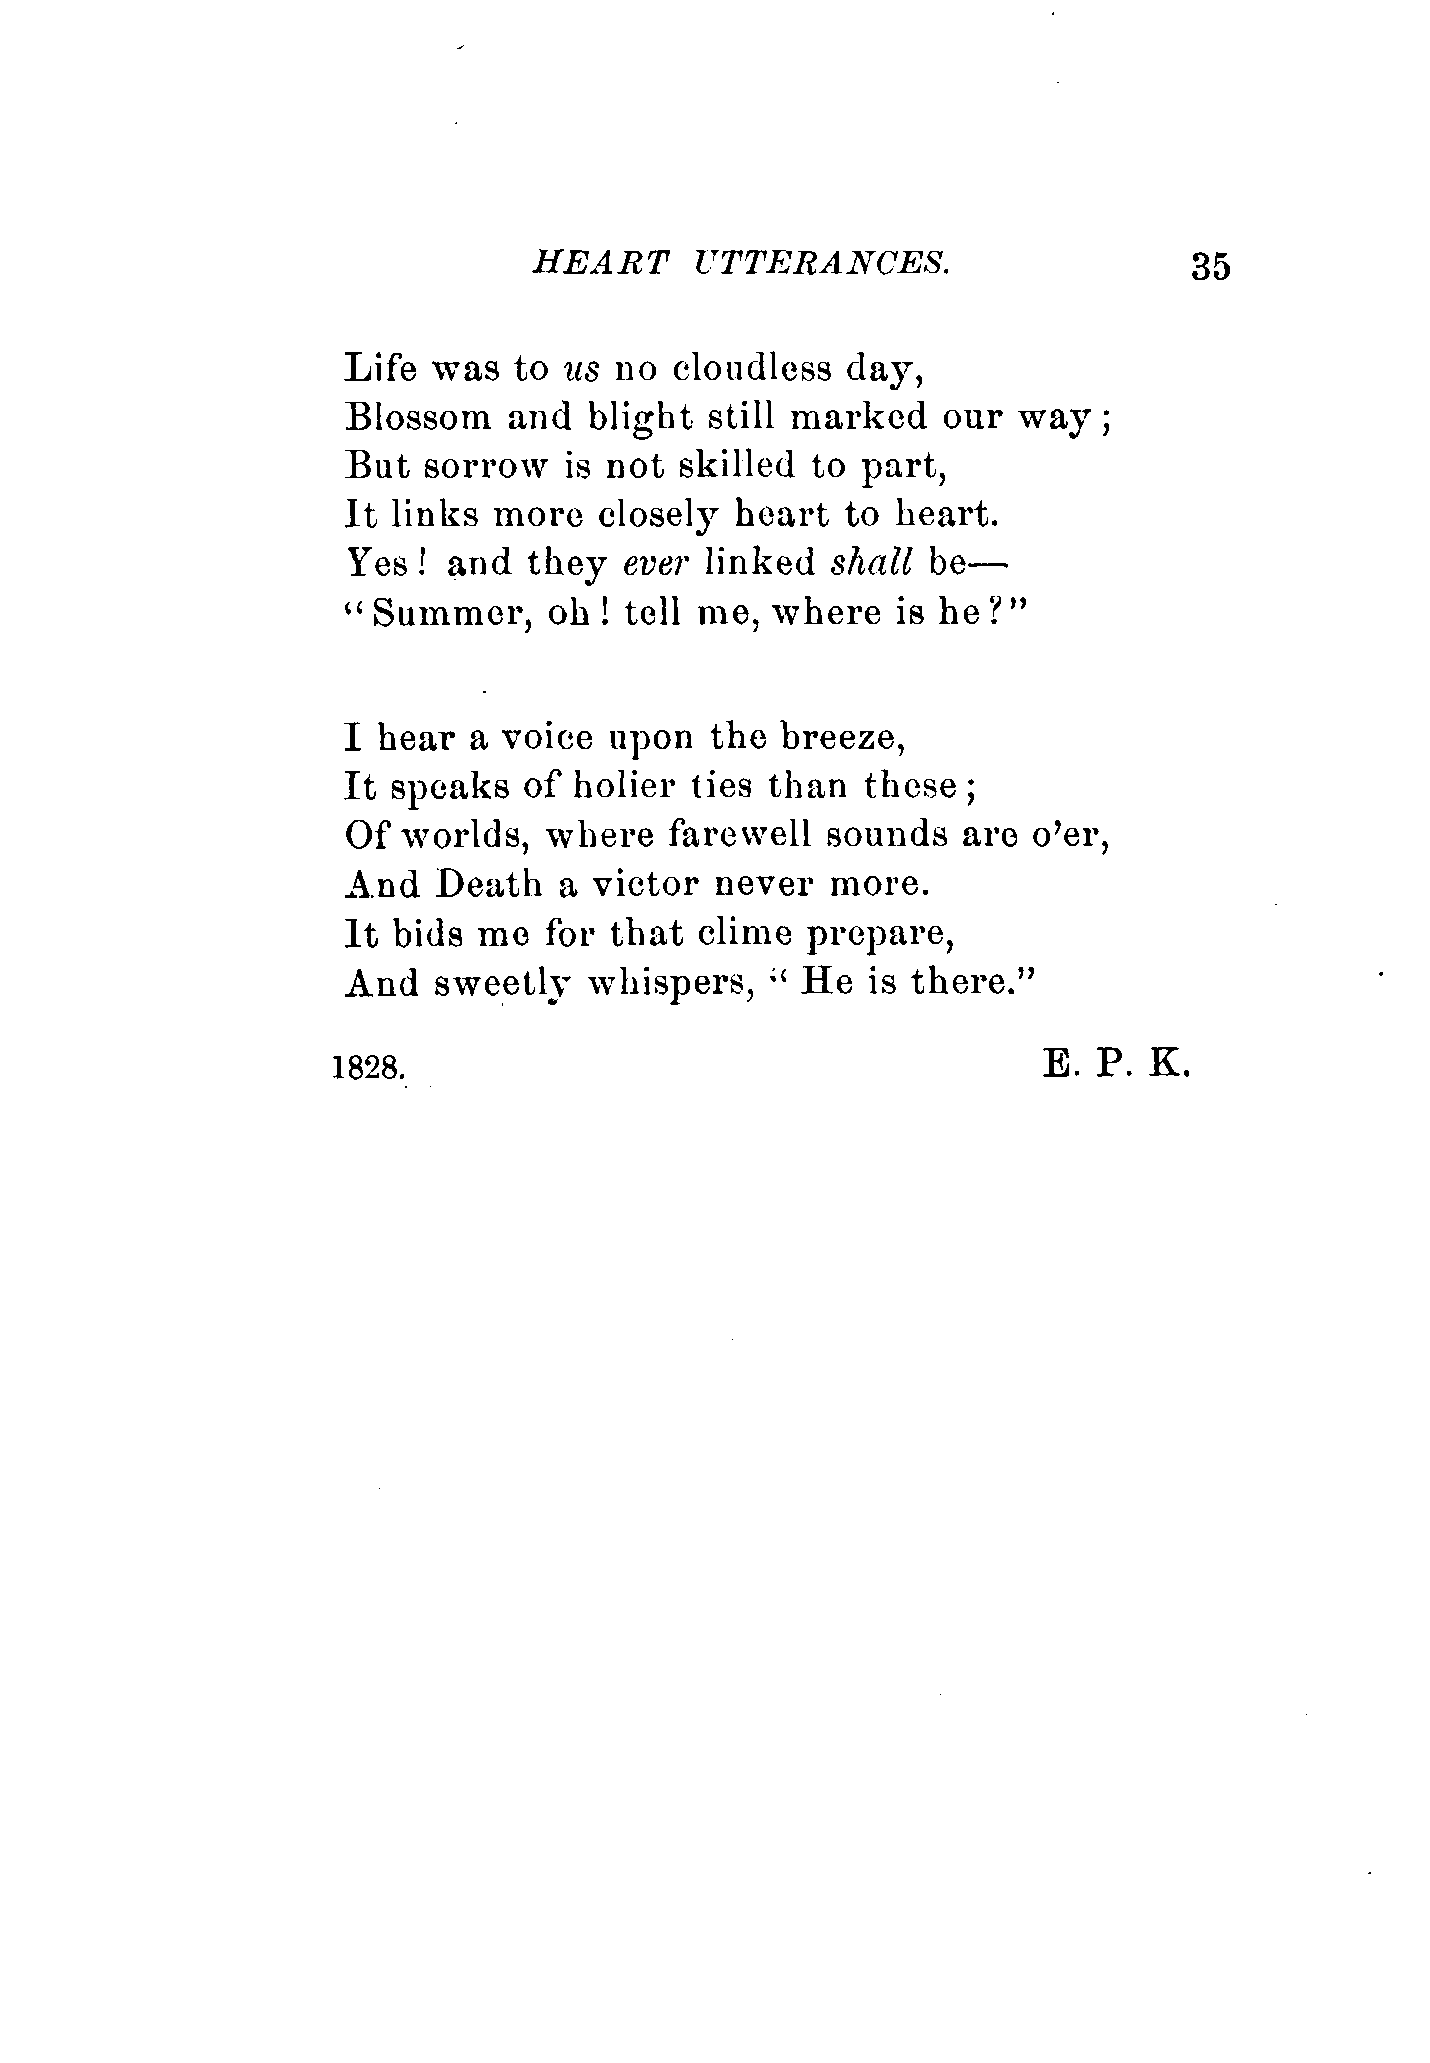 HEART UTTERANCES. 35
Life was to us no cloudless day,
Blossom and blight still marked our way;
But sorrow is not skilled to part,
It links more closely heart to heart.
Yes! and they ever linked shall be—
"Summer, oh! tell me, where is he?"
I hear a voice upon the breeze,
It speaks of holier ties than these;
Of worlds, where farewell sounds are o'er,
And Death a victor never more.
It bids me for that clime prepare,
And sweetly whispers, "He is there."
1828. E. P. K.